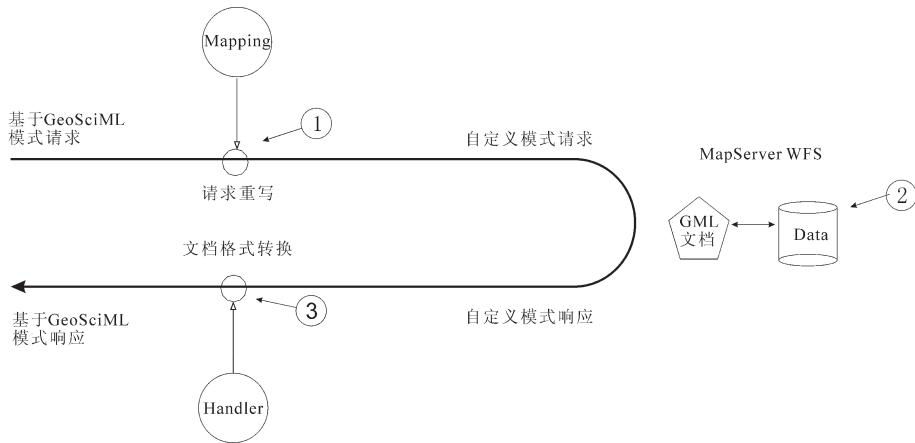 Mapping
基于GeoSciML
模式请求
1
自定义模式请求
请求重写
MapServer WFS
2
GML
文档
Data
文档格式转换
3
基于GeoSciML
模式响应
自定义模式响应
Handler